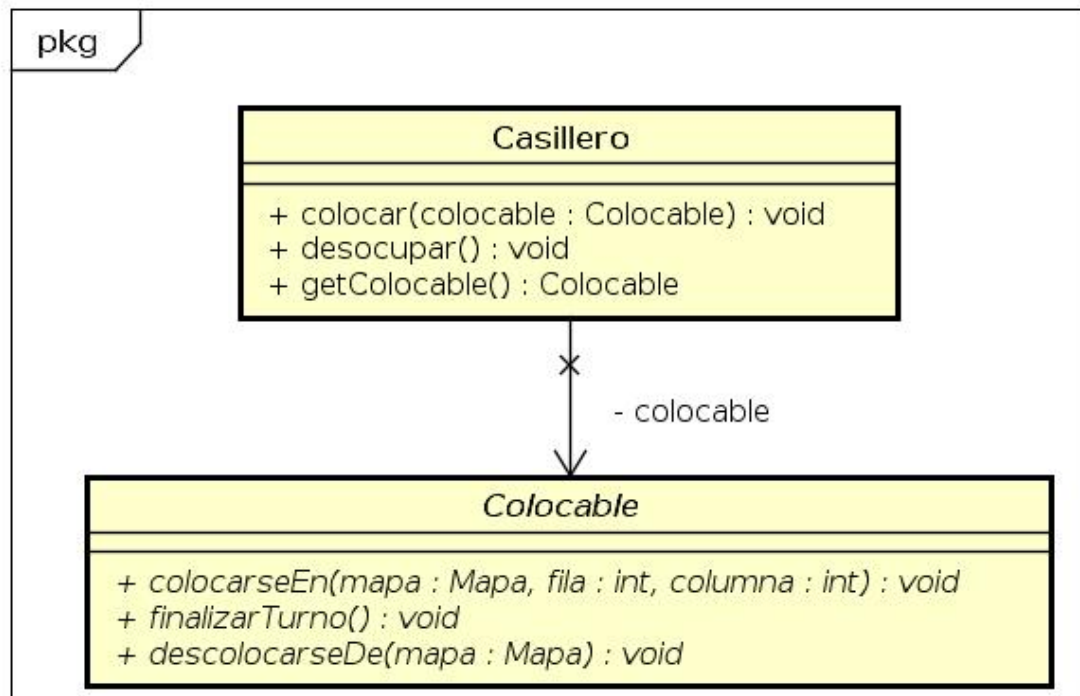 pkg
Casillero
+ colocar(colocable : Colocable) : void
+ desocupar() : void
+ getColocable() : Colocable
- colocable
Colocable
+ colocarseEn(mapa : Mapa, fila : int, columna : int) : void
+ finalizarTurno() : void
+ descolocarseDe(mapa : Mapa) : void